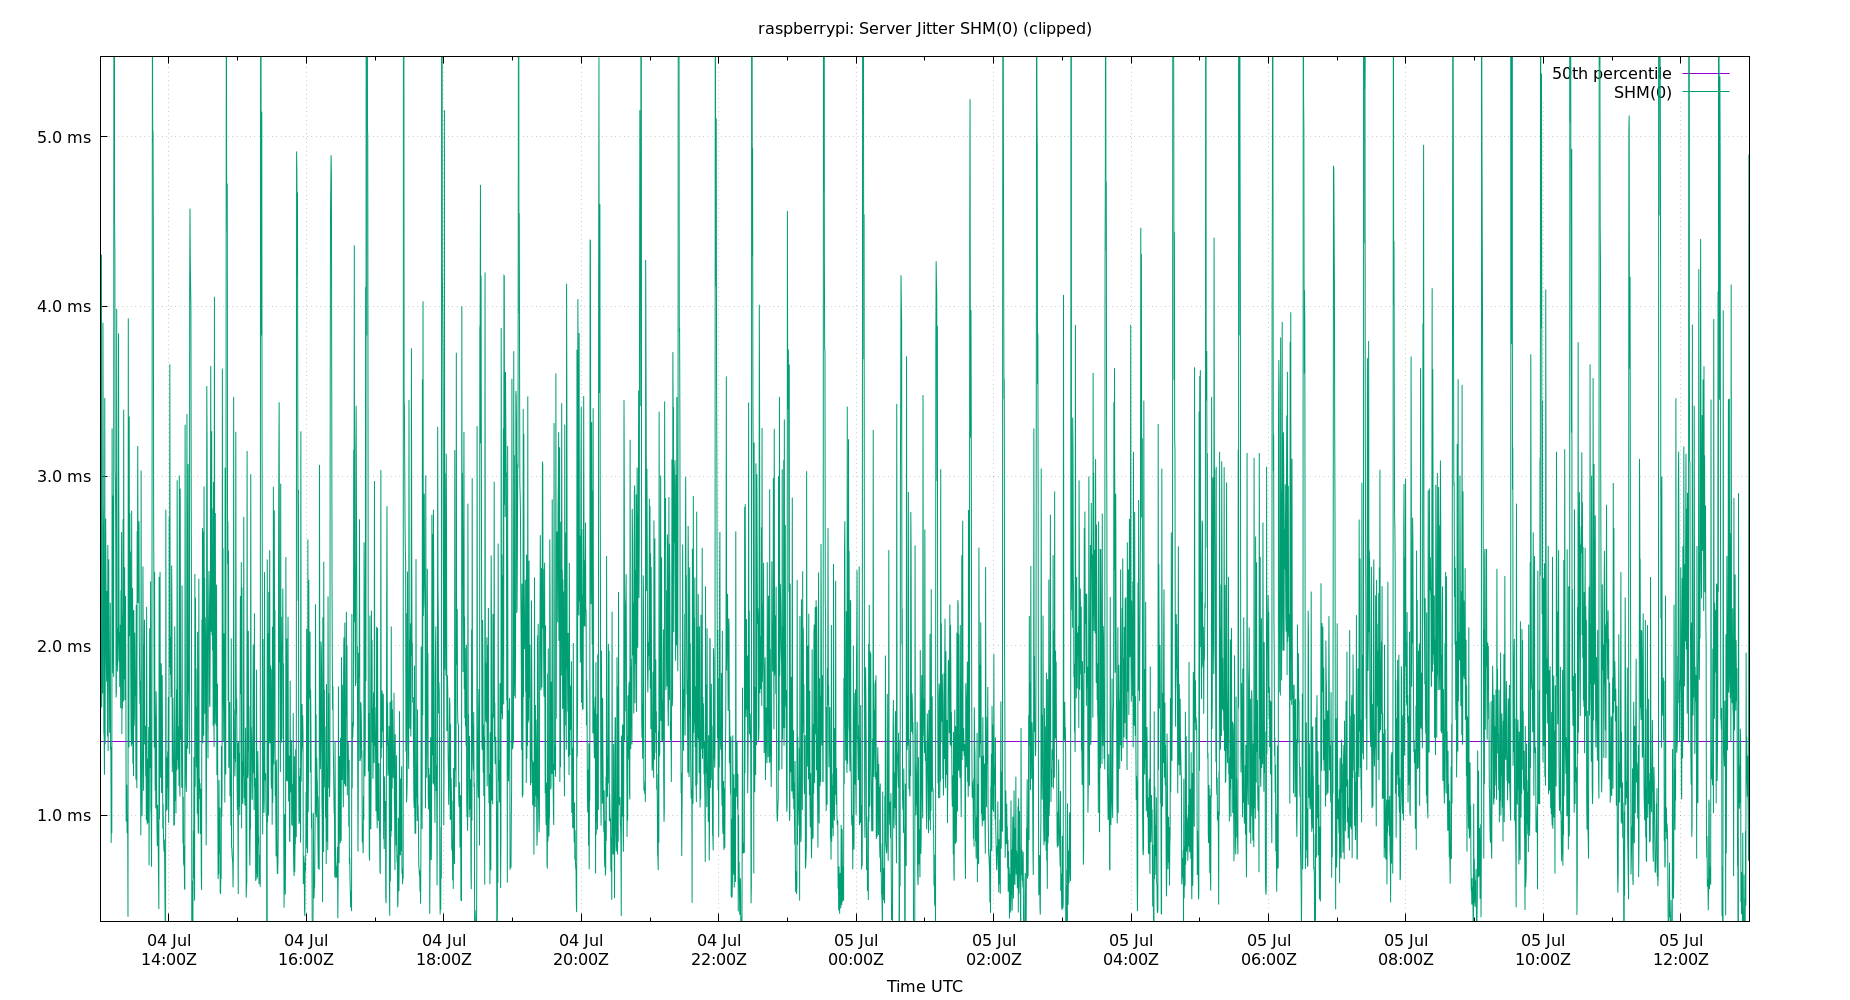 raspberrypi: Server Jitter SHM(0) (clipped)
50th percentile
SHM(0)
5.0 ms
4.0 ms
3.0 ms
2.0 ms
1.0 ms
04 Jul 04 Jul 04 Jul 04 Jul 04 Jul 05 Jul 05 Jul 05 Jul 05 Jul 05 Jul 05 Jul 05 Jul
14:00Z 16:00Z 18:00Z 20:00Z 22:00Z 00:00Z 02:00Z 04:00Z 06:00Z 08:00Z 10:00Z 12:00Z
Time UTC